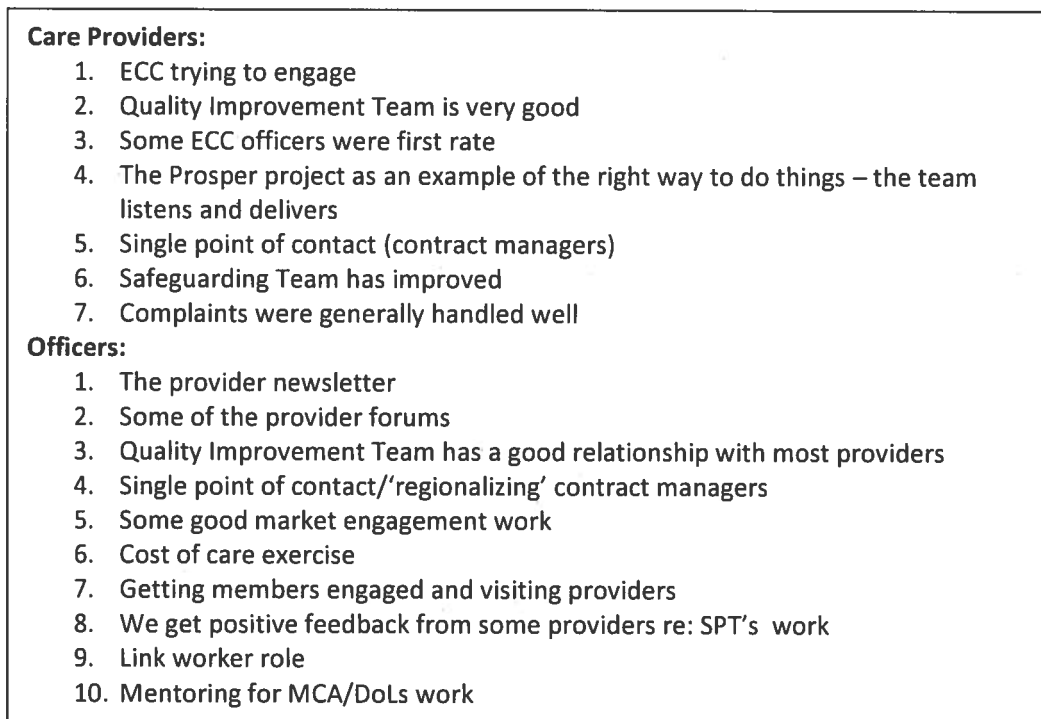 Care Providers:
1. ECC trying to engage
2. Quality Improvement Team is very good
3. Some ECC officers were first rate
4. The Prosper project as an example of the right way to do things – the team
listens and delivers
5. Single point of contact (contract managers)
6. Safeguarding Team has improved
7. Complaints were generally handled well
Officers:
1. The provider newsletter
2. Some of the provider forums
3. Quality Improvement Team has a good relationship with most providers
4. Single point of contact/'regionalizing' contract managers
5. Some good market engagement work
6. Cost of care exercise
7. Getting members engaged and visiting providers
8. We get positive feedback from some providers re: SPT's work
9. Link worker role
10. Mentoring for MCA/DoLs work